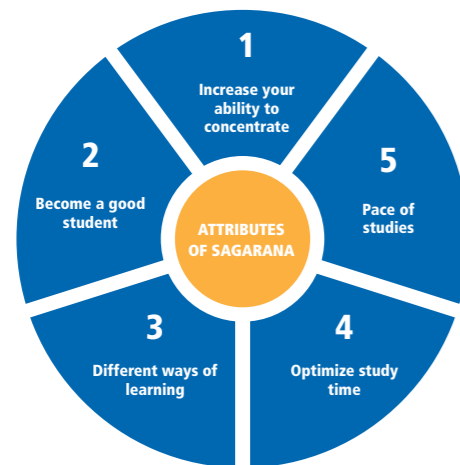 1
Increase your
ability to
concentrate
2
Become a good
student
3
Different ways of
learning
4
Optimize study
time
5
Pace of
studies
ATTRIBUTES
OF SAGARANA